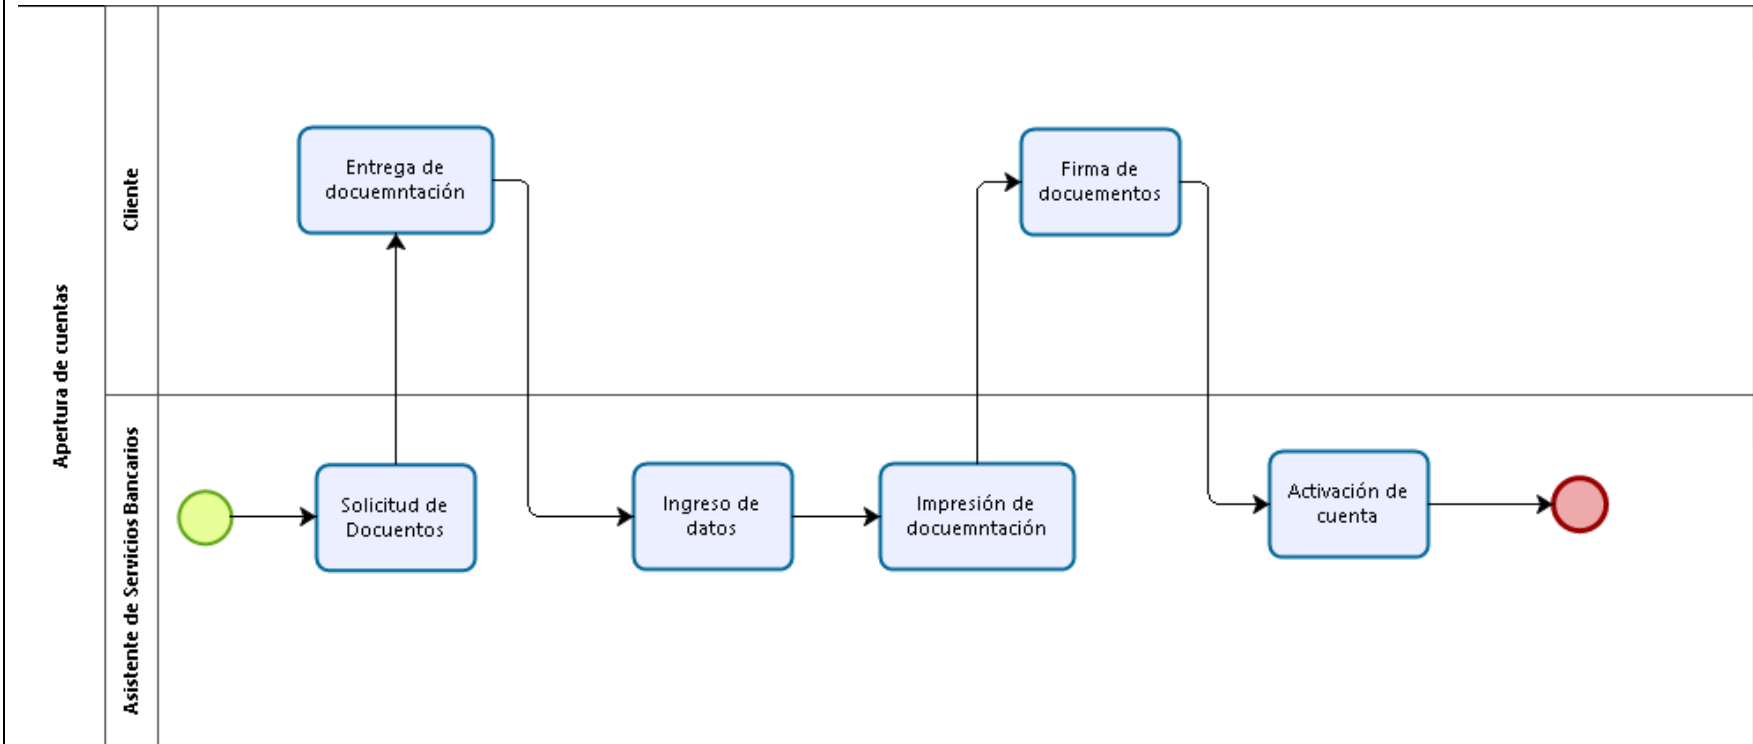 Apertura de cuentas
Cliente
Entrega de
docuemntación
Firma de
docuementos
Asistente de Servicios Bancarios
Solicitud de
Docuentos
Ingreso de
datos
Impresión de
docuemntación
Activación de
cuenta